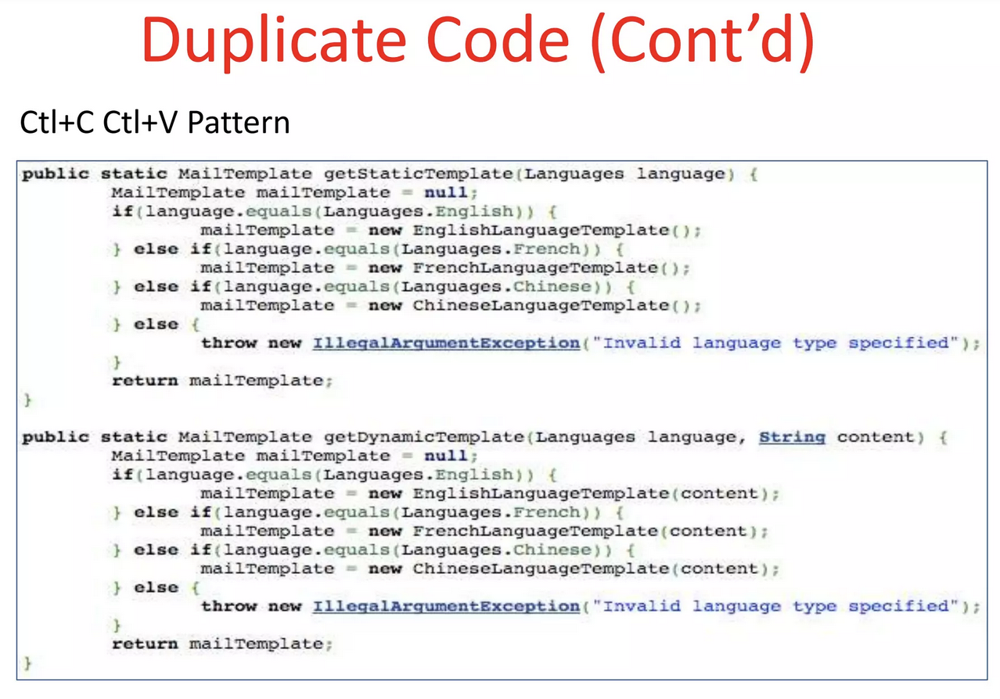 Duplicate Code (Cont’d)
Ctl+C Ctl+V Pattern
public static MailTemplate getStaticTemplate(Languages language) {
        MailTemplate mailTemplate = null;
        if(language.equals(Languages.English)) {
                mailTemplate = new EnglishLanguageTemplate();
        } else if(language.equals(Languages.French)) {
                mailTemplate = new FrenchLanguageTemplate();
        } else if(language.equals(Languages.Chinese)) {
                mailTemplate = new ChineseLanguageTemplate();
        } else {
                throw new IllegalArgumentException("Invalid language type specified");
        }
        return mailTemplate;
}
public static MailTemplate getDynamicTemplate(Languages language, String content) {
        MailTemplate mailTemplate = null;
        if(language.equals(Languages.English)) {
                mailTemplate = new EnglishLanguageTemplate(content);
        } else if(language.equals(Languages.French)) {
                mailTemplate = new FrenchLanguageTemplate(content);
        } else if(language.equals(Languages.Chinese)) {
                mailTemplate = new ChineseLanguageTemplate(content);
        } else {
                throw new IllegalArgumentException("Invalid language type specified");
        }
        return mailTemplate;
}